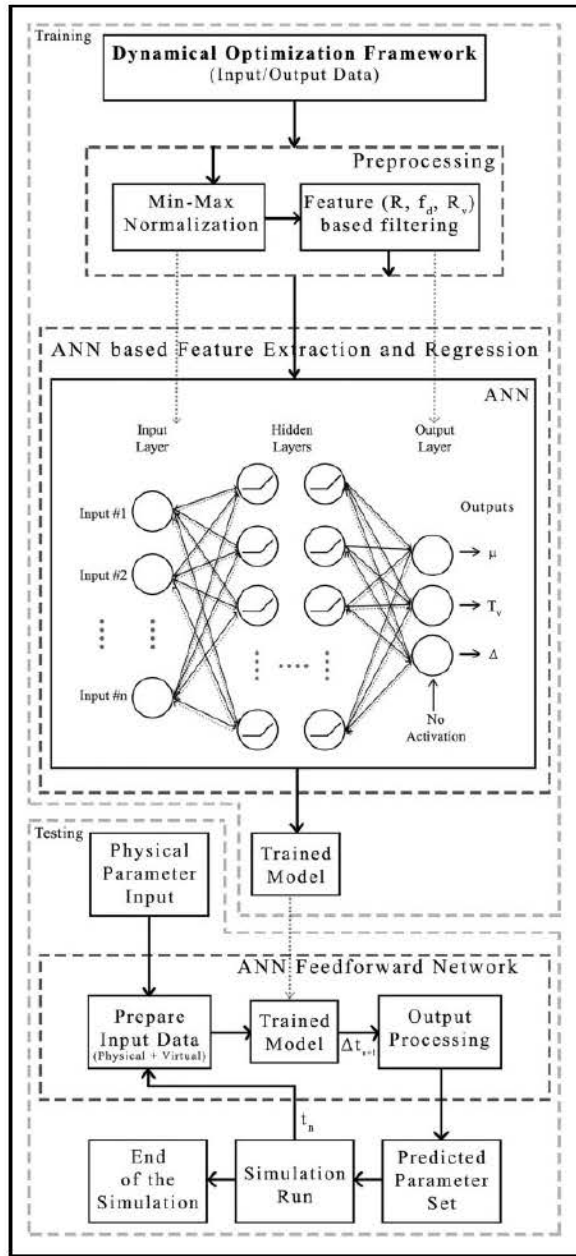 Training
Dynamical Optimization Framework
(Input/Output Data)
Preprocessing
Min-Max
Normalization
Feature (R, f_d, R_v)
based filtering
ANN based Feature Extraction and Regression
ANN
Input
Layer
Hidden
Layers
Output
Layer
Outputs
Input #1
Input #2
Input #n
μ
T_v
Δ
No
Activation
Trained
Model
Testing
Physical
Parameter
Input
ANN Feedforward Network
Prepare
Input Data
(Physical + Virtual)
Trained
Model
Output
Processing
t_n
End
of the
Simulation
Simulation
Run
Predicted
Parameter
Set